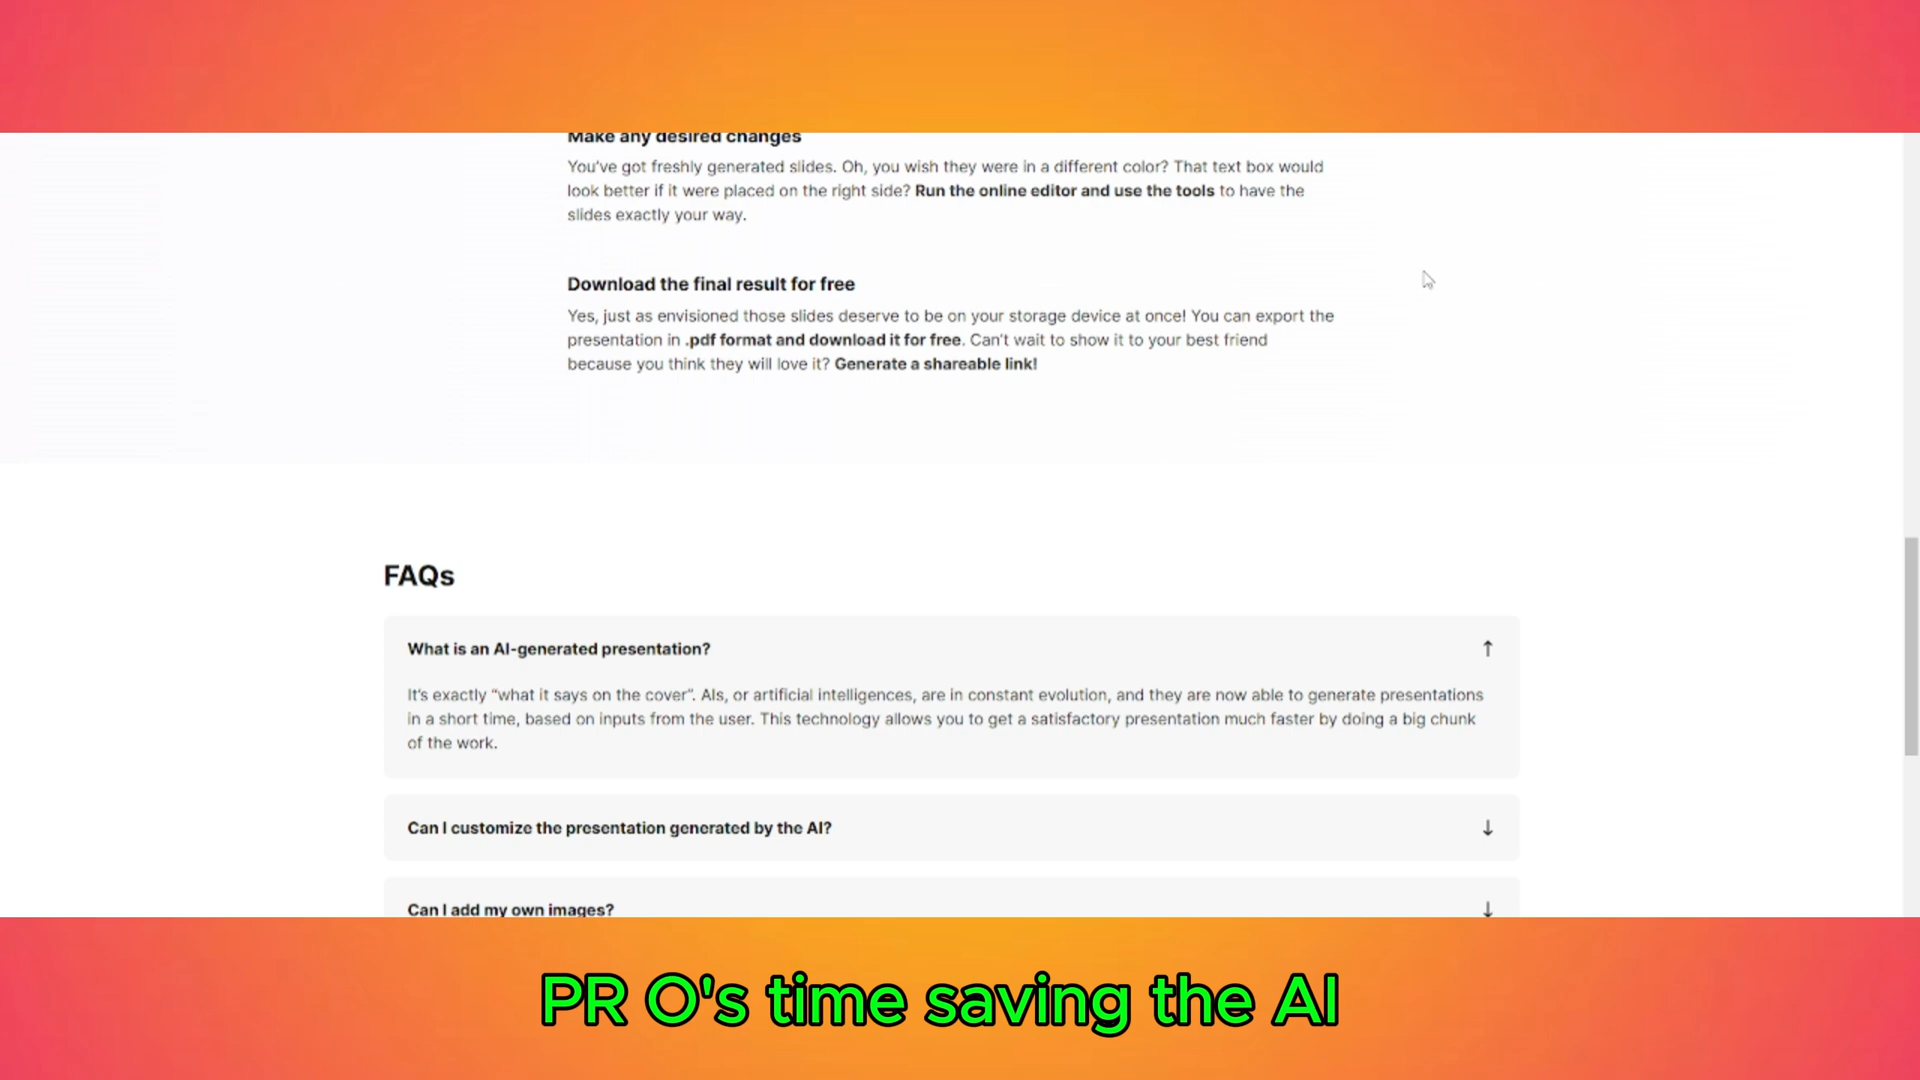 Make any desired changes
You've got freshly generated slides. Oh, you wish they were in a different color? That text box would
look better if it were placed on the right side? Run the online editor and use the tools to have the
slides exactly your way.
Download the final result for free
Yes, just as envisioned those slides deserve to be on your storage device at once! You can export the
presentation in .pdf format and download it for free. Can't wait to show it to your best friend
because you think they will love it? Generate a shareable link!
FAQs
What is an AI-generated presentation?
It's exactly "what it says on the cover". AIs, or artificial intelligences, are in constant evolution, and they are now able to generate presentations
in a short time, based on inputs from the user. This technology allows you to get a satisfactory presentation much faster by doing a big chunk
of the work.
Can I customize the presentation generated by the AI?
Can I add my own images?
PR O's time saving the AI